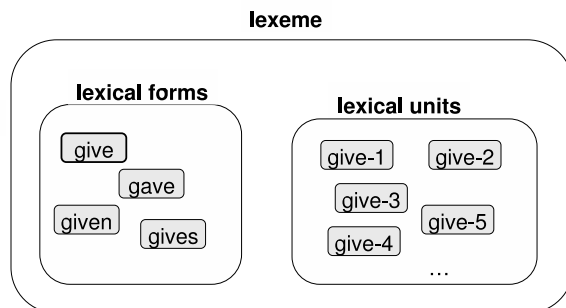 lexeme
lexical forms
give
gave
given
gives
lexical units
give-1
give-2
give-3
give-5
give-4
...